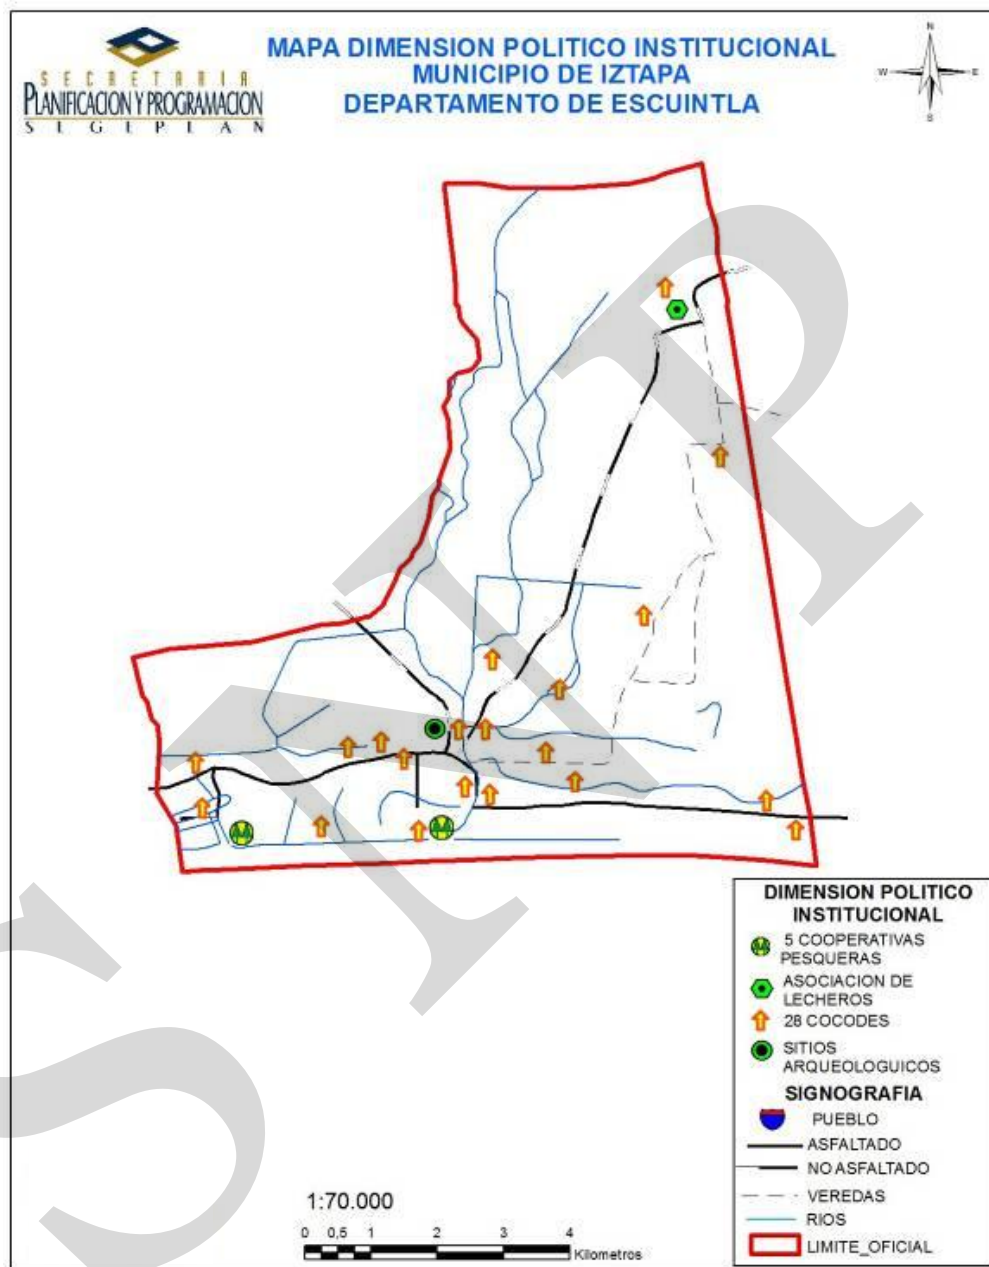 SECRETARIA
PLANIFICACION Y PROGRAMACION
SEGEPLAN
MAPA DIMENSION POLITICO INSTITUCIONAL
MUNICIPIO DE IZTAPA
DEPARTAMENTO DE ESCUINTLA
N
W E
S
SNIP
DIMENSION POLITICO
INSTITUCIONAL
5 COOPERATIVAS
PESQUERAS
ASOCIACION DE
LECHEROS
28 COCODES
SITIOS
ARQUEOLOGUICOS
SIGNOGRAFIA
PUEBLO
ASFALTADO
NO ASFALTADO
VEREDAS
RIOS
LIMITE_OFICIAL
1:70.000
0 0,5 1 2 3 4
Kilometros